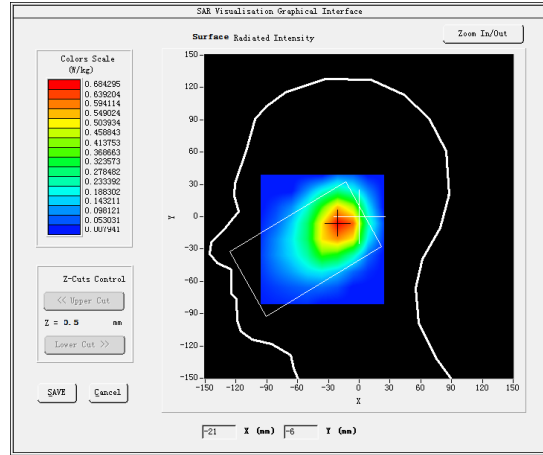 SAR Visualisation Graphical Interface
Surface Radiated Intensity
Zoom In/Out
Colors Scale
(W/kg)
0.684295
0.639204
0.594114
0.549024
0.503934
0.458843
0.413753
0.368663
0.323573
0.278482
0.233392
0.188302
0.143211
0.098121
0.053031
0.007941
Z-Cuts Control
<< Upper Cut
Z = 0.5 mm
Lower Cut >>
SAVE
Cancel
150
120
90
60
30
0
-30
-60
-90
-120
-150
Y
-150 -120 -90 -60 -30 0 30 60 90 120 150
X
-21 X (mm) -6 Y (mm)